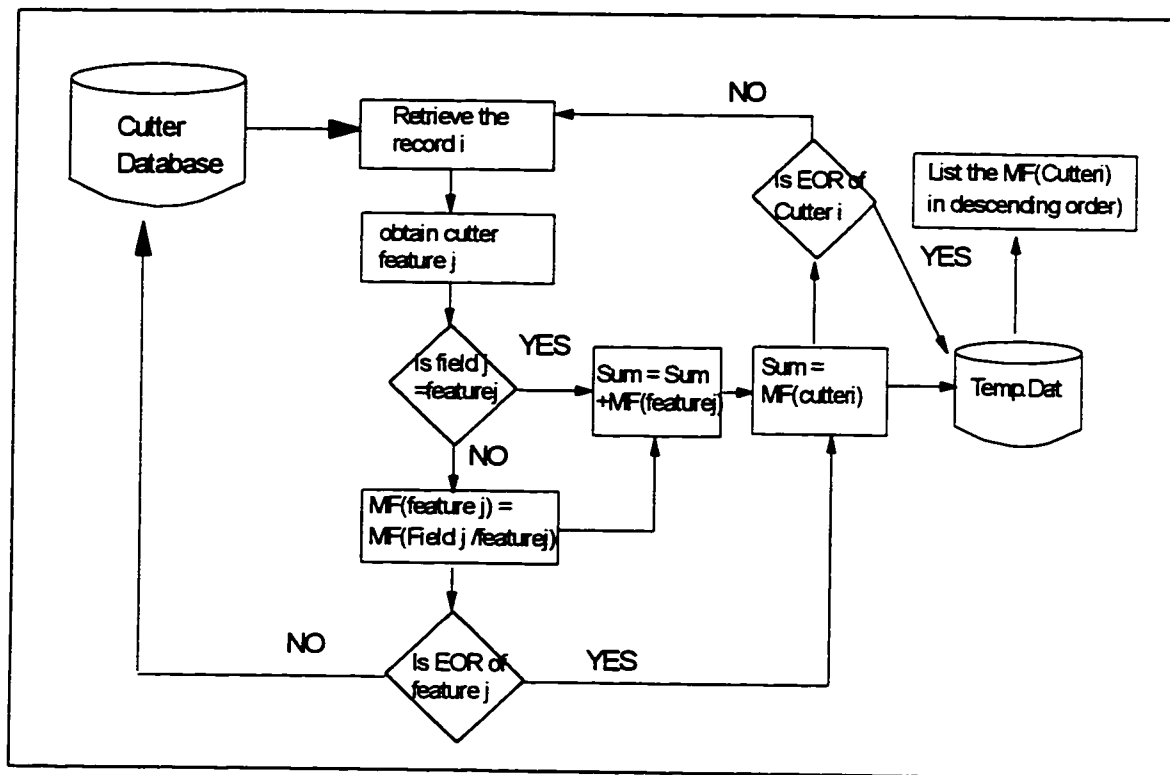 Cutter
Database
Retrieve the
record i
NO
Is EOR of
Cutter i
List the MF(Cutteri)
in descending order)
YES
obtain cutter
feature j
Is field j
=featurej
YES
Sum = Sum
+MF(featurej)
Sum =
MF(cutteri)
Temp.Dat
NO
MF(feature j) =
MF(Field j /featurej)
NO
Is EOR of
feature j
YES